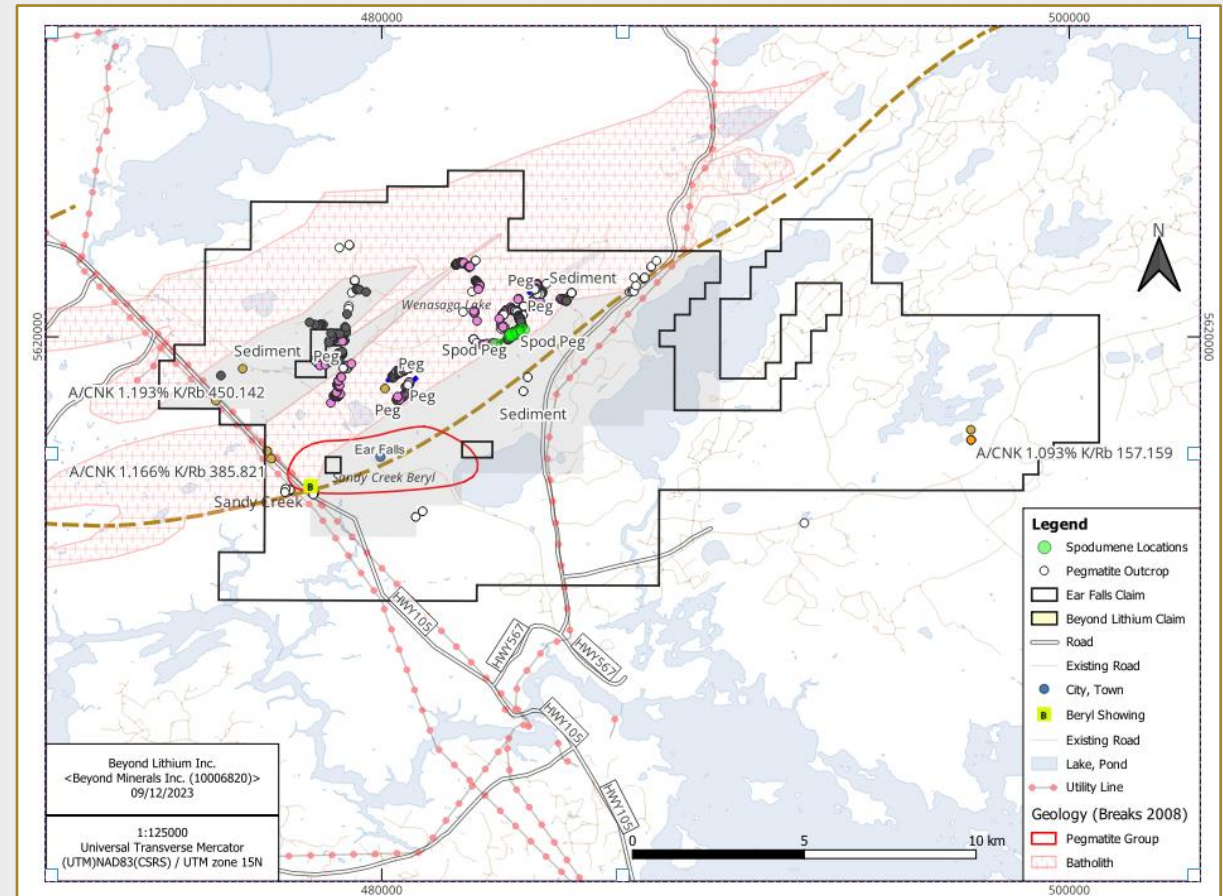 480000
500000
N
5620000
5620000
Peg
Sediment
Wenasaga Lake
Peg
Spod Peg
Spod Peg
Sediment
Peg
Peg
A/CNK 1.193% K/Rb 450.142
Peg
Peg
Sediment
Ear Falls
A/CNK 1.093% K/Rb 157.159
A/CNK 1.166% K/Rb 385.821
Sandy Creek Beryl
B
Sandy Creek
HWY105
HWY567
HWY567
HWY105
HWY105
Legend
Spodumene Locations
Pegmatite Outcrop
Ear Falls Claim
Beyond Lithium Claim
Road
Existing Road
City, Town
B Beryl Showing
Existing Road
Lake, Pond
Utility Line
Geology (Breaks 2008)
Pegmatite Group
Batholith
Beyond Lithium Inc.
<Beyond Minerals Inc. (10006820)>
09/12/2023
1:125000
Universal Transverse Mercator
(UTM)NAD83(CSRS) / UTM zone 15N
0 5 10 km
480000
500000